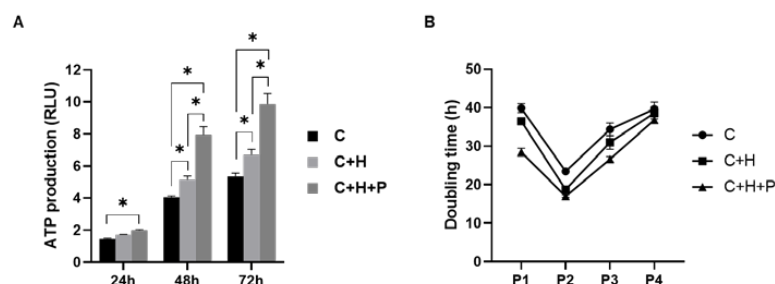 A
ATP production (RLU)
12
10
8
6
4
2
0
24h 48h 72h
* * * * * * *
C
C+H
C+H+P
B
Doubling time (h)
60
50
40
30
20
10
0
P1 P2 P3 P4
C
C+H
C+H+P